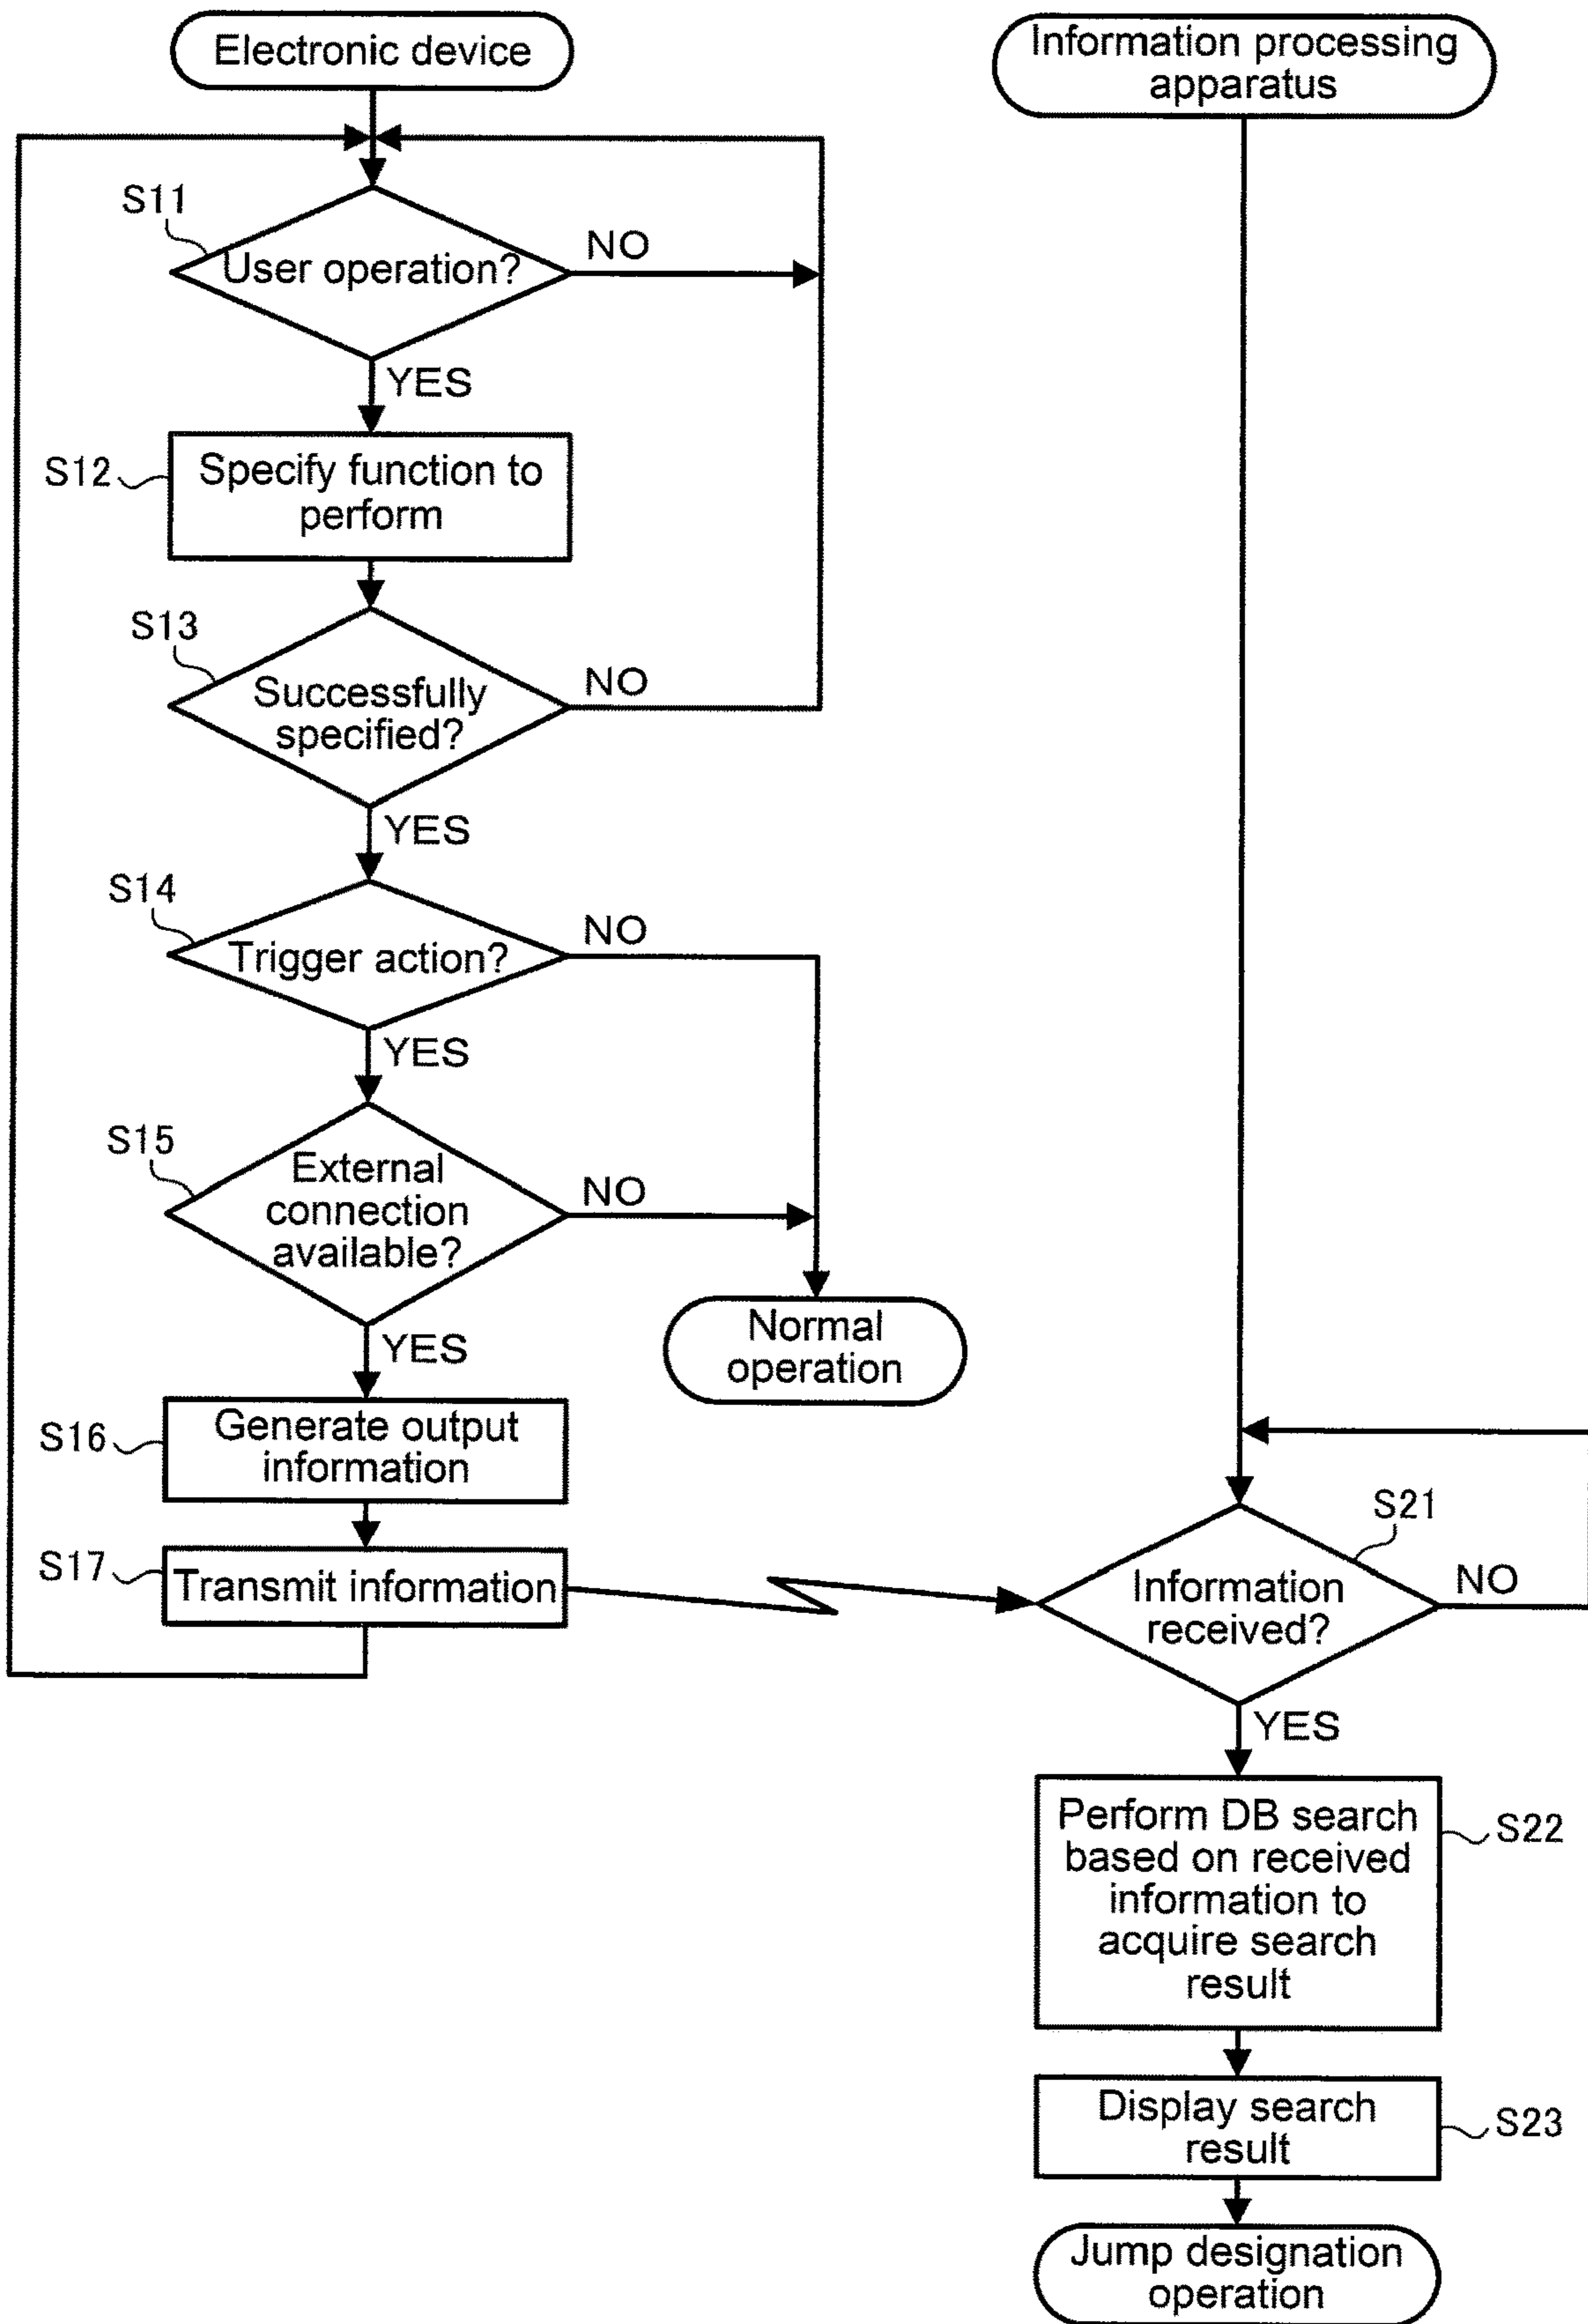 Electronic device
S11
User operation?
NO
YES
S12
Specify function to
perform
S13
Successfully
specified?
NO
YES
S14
Trigger action?
NO
YES
S15
External
connection
available?
NO
YES
Normal
operation
S16
Generate output
information
S17
Transmit information
Information processing
apparatus
S21
Information
received?
NO
YES
Perform DB search
based on received
information to
acquire search
result
S22
Display search
result
S23
Jump designation
operation